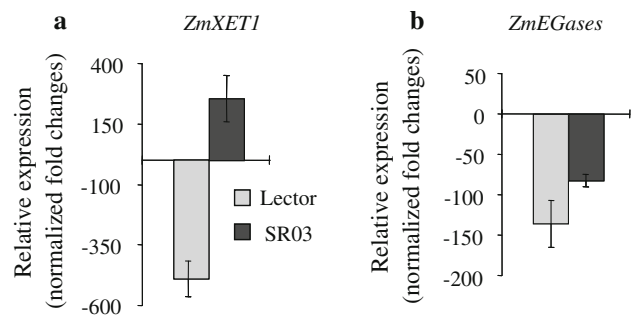 a
ZmXET1
Relative expression
(normalized fold changes)
400
150
-100
-350
-600
Lector
SR03
b
ZmEGases
Relative expression
(normalized fold changes)
50
0
-50
-100
-150
-200